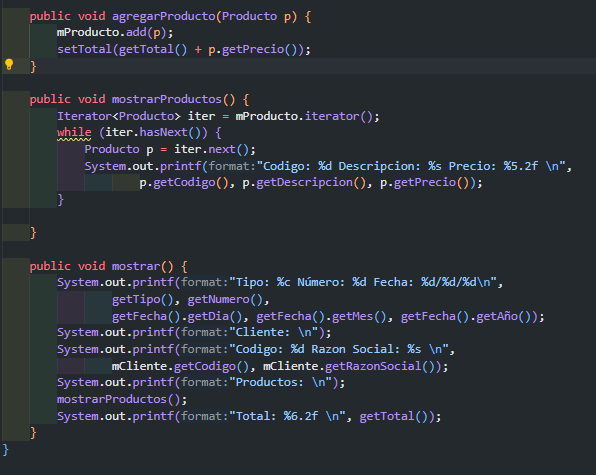 public void agregarProducto(Producto p) {
    mProducto.add(p);
    setTotal(getTotal() + p.getPrecio());
}
public void mostrarProductos() {
    Iterator<Producto> iter = mProducto.iterator();
    while (iter.hasNext()) {
        Producto p = iter.next();
        System.out.printf(format:"Codigo: %d Descripcion: %s Precio: %5.2f \n",
                p.getCodigo(), p.getDescripcion(), p.getPrecio());
    }
}
public void mostrar() {
    System.out.printf(format:"Tipo: %c Número: %d Fecha: %d/%d/%d\n",
            getTipo(), getNumero(),
            getFecha().getDia(), getFecha().getMes(), getFecha().getAño());
    System.out.printf(format:"Cliente: \n");
    System.out.printf(format:"Codigo: %d Razon Social: %s \n",
            mCliente.getCodigo(), mCliente.getRazonSocial());
    System.out.printf(format:"Productos: \n");
    mostrarProductos();
    System.out.printf(format:"Total: %6.2f \n", getTotal());
}
}